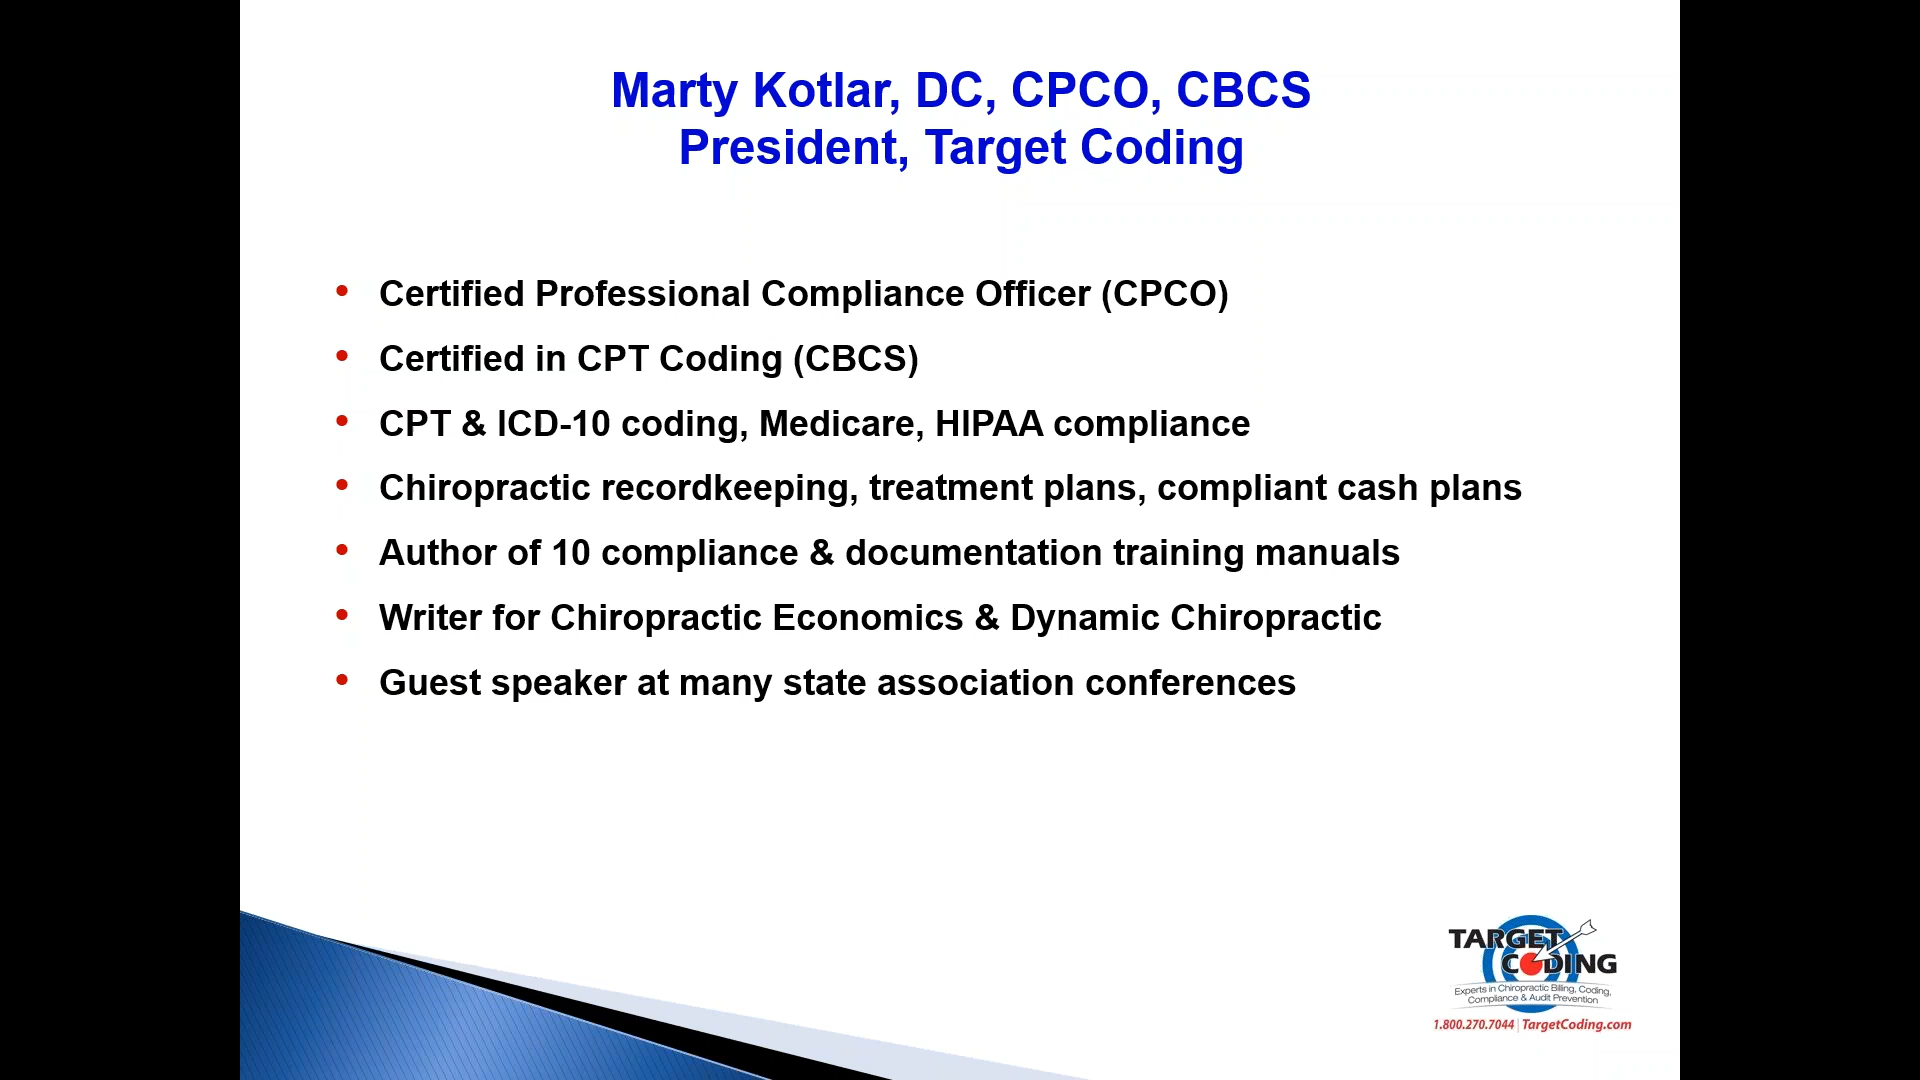 Marty Kotlar, DC, CPCO, CBCS
President, Target Coding
• Certified Professional Compliance Officer (CPCO)
• Certified in CPT Coding (CBCS)
• CPT & ICD-10 coding, Medicare, HIPAA compliance
• Chiropractic recordkeeping, treatment plans, compliant cash plans
• Author of 10 compliance & documentation training manuals
• Writer for Chiropractic Economics & Dynamic Chiropractic
• Guest speaker at many state association conferences
TARGET
CODING
Experts in Chiropractic Billing, Coding,
Compliance & Audit Prevention
1.800.270.7044 | TargetCoding.com